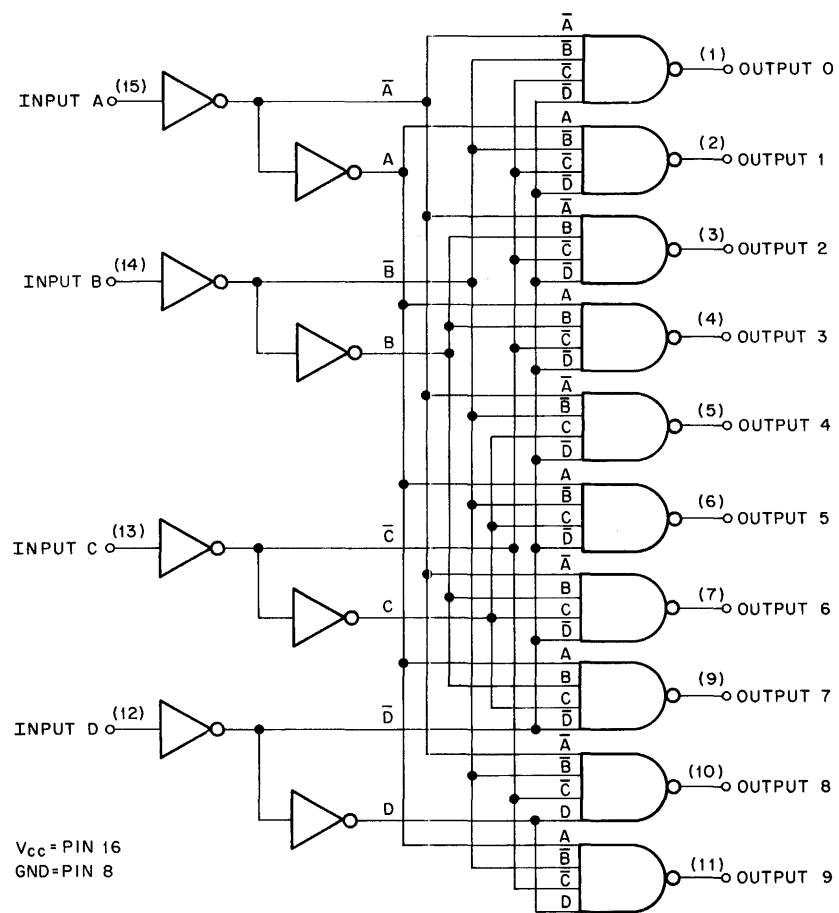 A̅
B̅
C̅
D̅
(1) OUTPUT 0
(15)
INPUT A
A̅
A
B̅
C̅
D̅
(2) OUTPUT 1
A
A̅
B
C̅
D̅
(3) OUTPUT 2
(14)
INPUT B
B̅
A
B
C̅
D̅
(4) OUTPUT 3
B
A̅
B̅
C
D̅
(5) OUTPUT 4
A
B̅
C
D̅
(6) OUTPUT 5
(13)
INPUT C
C̅
A̅
B
C
D̅
(7) OUTPUT 6
C
A
B
C
D̅
(9) OUTPUT 7
(12)
INPUT D
D̅
A̅
B̅
C̅
D
(10) OUTPUT 8
D
A
B̅
C̅
D
(11) OUTPUT 9
VCC = PIN 16
GND = PIN 8